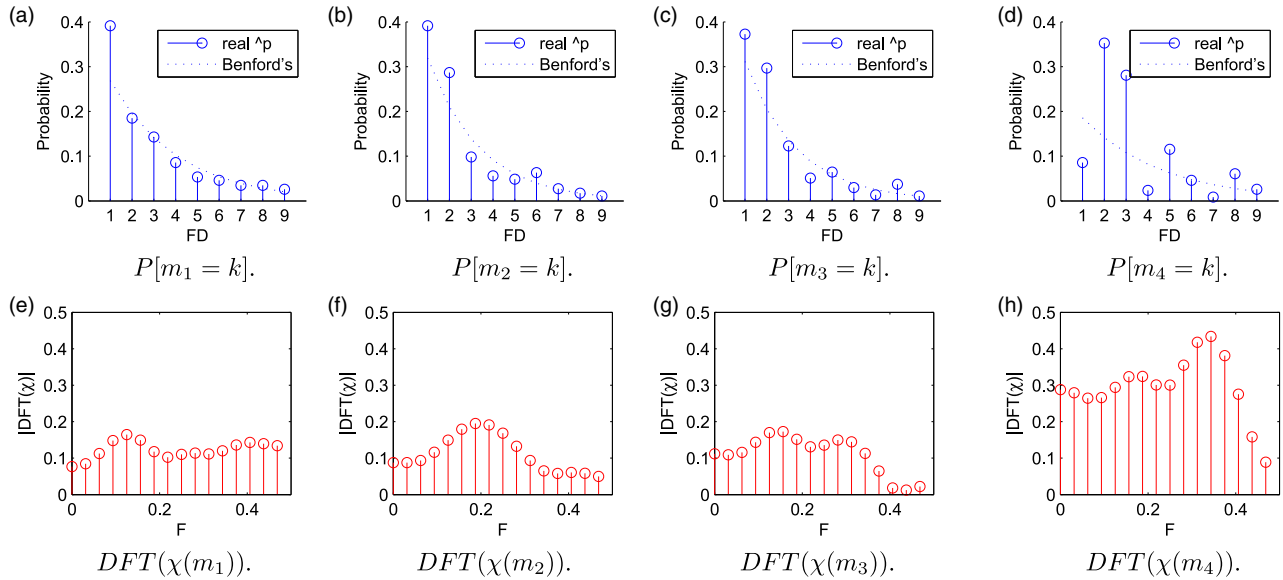 (a)
0.4
0.3
0.2
0.1
0
Probability
real ^p
Benford's
1 2 3 4 5 6 7 8 9
FD
P[m₁ = k].
(b)
0.4
0.3
0.2
0.1
0
Probability
real ^p
Benford's
1 2 3 4 5 6 7 8 9
FD
P[m₂ = k].
(c)
0.4
0.3
0.2
0.1
0
Probability
real ^p
Benford's
1 2 3 4 5 6 7 8 9
FD
P[m₃ = k].
(d)
0.4
0.3
0.2
0.1
0
Probability
real ^p
Benford's
1 2 3 4 5 6 7 8 9
FD
P[m₄ = k].
(e)
0.5
0.4
0.3
0.2
0.1
0
|DFT(χ)|
0 0.2 0.4
F
DFT(χ(m₁)).
(f)
0.5
0.4
0.3
0.2
0.1
0
|DFT(χ)|
0 0.2 0.4
F
DFT(χ(m₂)).
(g)
0.5
0.4
0.3
0.2
0.1
0
|DFT(χ)|
0 0.2 0.4
F
DFT(χ(m₃)).
(h)
0.5
0.4
0.3
0.2
0.1
0
|DFT(χ)|
0 0.2 0.4
F
DFT(χ(m₄)).